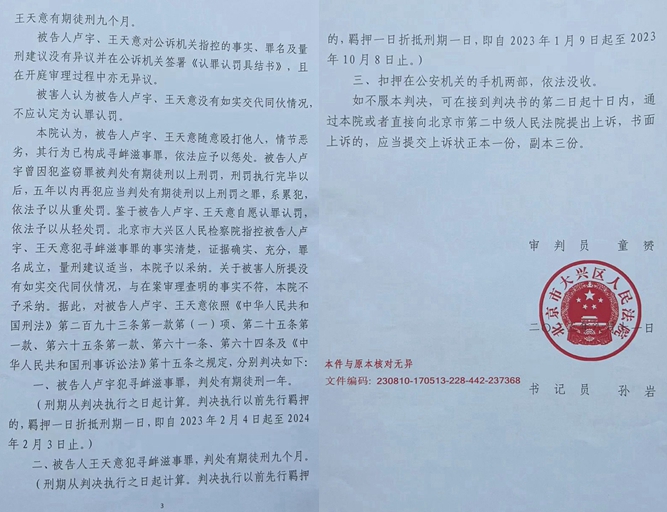 王天意有期徒刑九个月。
被告人卢宇、王天意对公诉机关指控的事实、罪名及量
刑建议没有异议并在公诉机关签署《认罪认罚具结书》，且
在开庭审理过程中亦无异议。
被害人认为被告人卢宇、王天意没有如实交代同伙情况，
不应认定为认罪认罚。
本院认为，被告人卢宇、王天意随意殴打他人，情节恶
劣，其行为已构成寻衅滋事罪，依法应予以惩处。被告人卢
宇曾因犯盗窃罪被判处有期徒刑以上刑罚，刑罚执行完毕以
后，五年以内再犯应当判处有期徒刑以上刑罚之罪，系累犯，
依法予以从重处罚。鉴于被告人卢宇、王天意自愿认罪认罚，
依法予以从轻处罚。北京市大兴区人民检察院指控被告人卢
宇、王天意犯寻衅滋事罪的事实清楚，证据确实、充分，罪
名成立，量刑建议适当，本院予以采纳。关于被害人所提没
有如实交代同伙情况，与在案审理查明的事实不符，本院不
予采纳。据此，对被告人卢宇、王天意依照《中华人民共和
国刑法》第二百九十三条第一款第（一）项、第二十五条第
一款、第六十五条第一款、第六十一条、第六十四条及《中
华人民共和国刑事诉讼法》第十五条之规定，分别判决如下：
一、被告人卢宇犯寻衅滋事罪，判处有期徒刑一年。
（刑期从判决执行之日起计算。判决执行以前先行羁押
的，羁押一日折抵刑期一日，即自2023年2月4日起至2024
年2月3日止。）
二、被告人王天意犯寻衅滋事罪，判处有期徒刑九个月。
（刑期从判决执行之日起计算。判决执行以前先行羁押
3
的，羁押一日折抵刑期一日，即自2023年1月9日起至2023
年10月8日止。）
三、扣押在公安机关的手机两部，依法没收。
如不服本判决，可在接到判决书的第二日起十日内，通
过本院或者直接向北京市第二中级人民法院提出上诉，书面
上诉的，应当提交上诉状正本一份，副本三份。
审判员 童赟
北京市大兴区人民法院
二〇 一日
本件与原本核对无异
文件编码：230810-170513-228-442-237368
书记员 孙岩